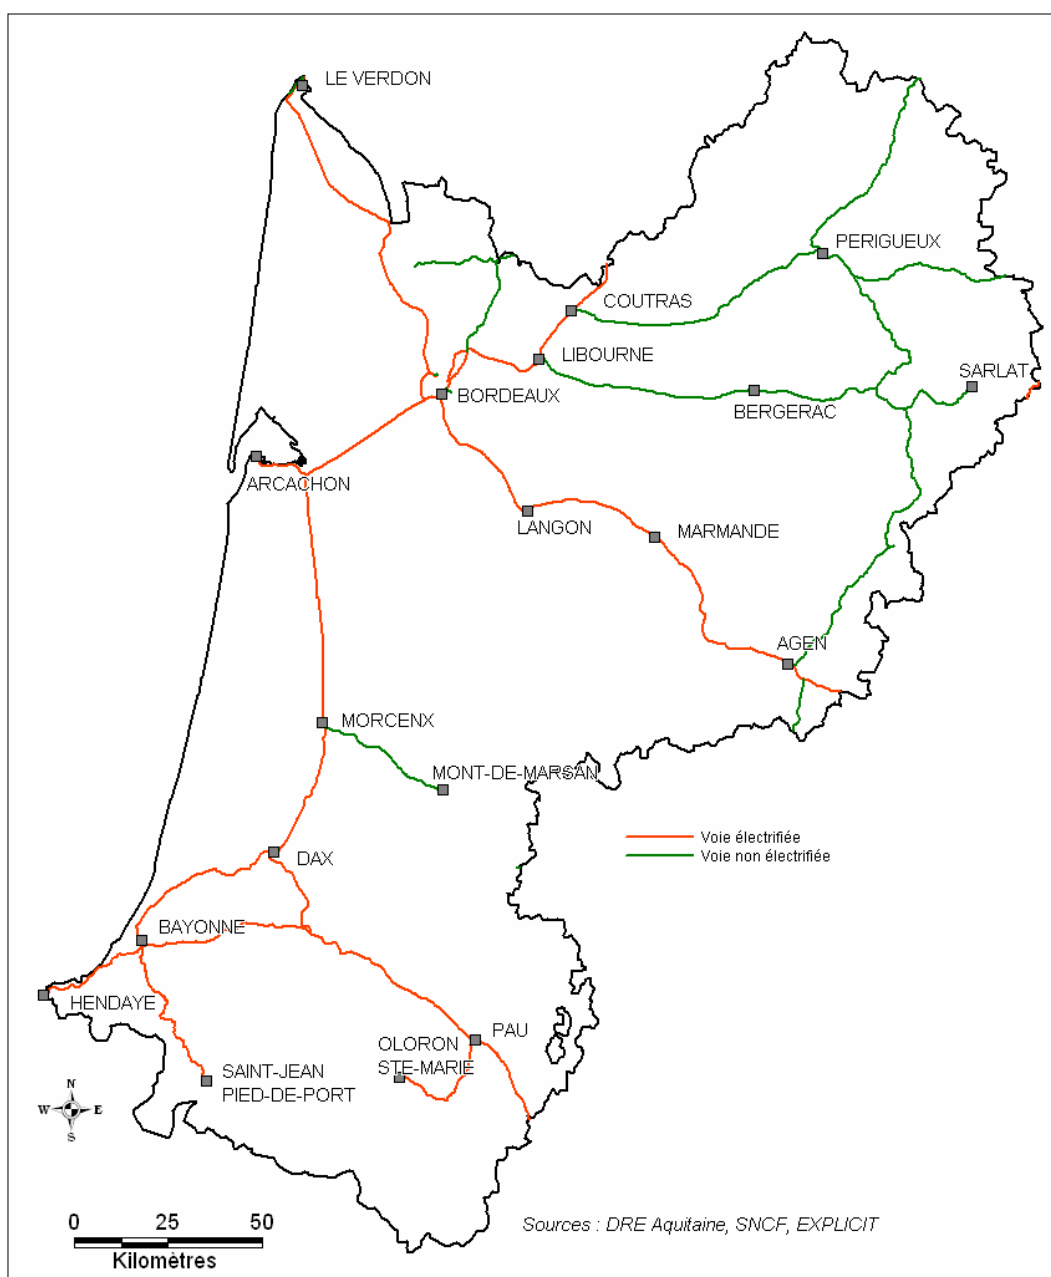 LE VERDON
PERIGUEUX
COUTRAS
LIBOURNE
SARLAT
BORDEAUX
BERGERAC
ARCACHON
LANGON
MARMANDE
AGEN
MORCENX
MONT-DE-MARSAN
Voie électrifiée
Voie non électrifiée
DAX
BAYONNE
HENDAYE
PAU
OLORON
STE-MARIE
SAINT-JEAN
PIED-DE-PORT
N
W E
S
0 25 50
Kilomètres
Sources : DRE Aquitaine, SNCF, EXPLICIT